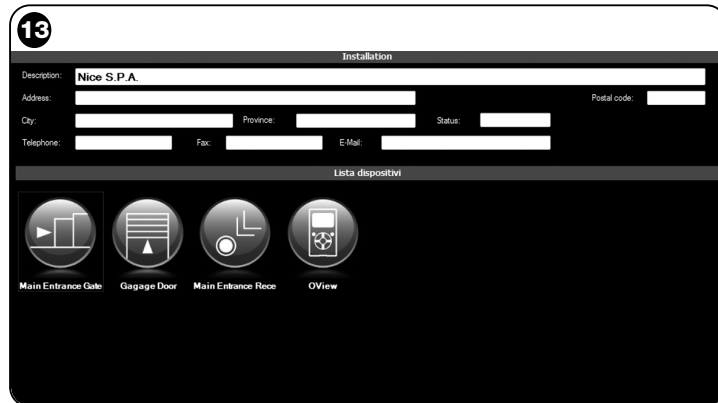 13
Installation
Description: Nice S.P.A.
Address: Postal code:
City: Province: Status:
Telephone: Fax: E-Mail:
Lista dispositivi
Main Entrance Gate Gagage Door Main Entrance Rece OView